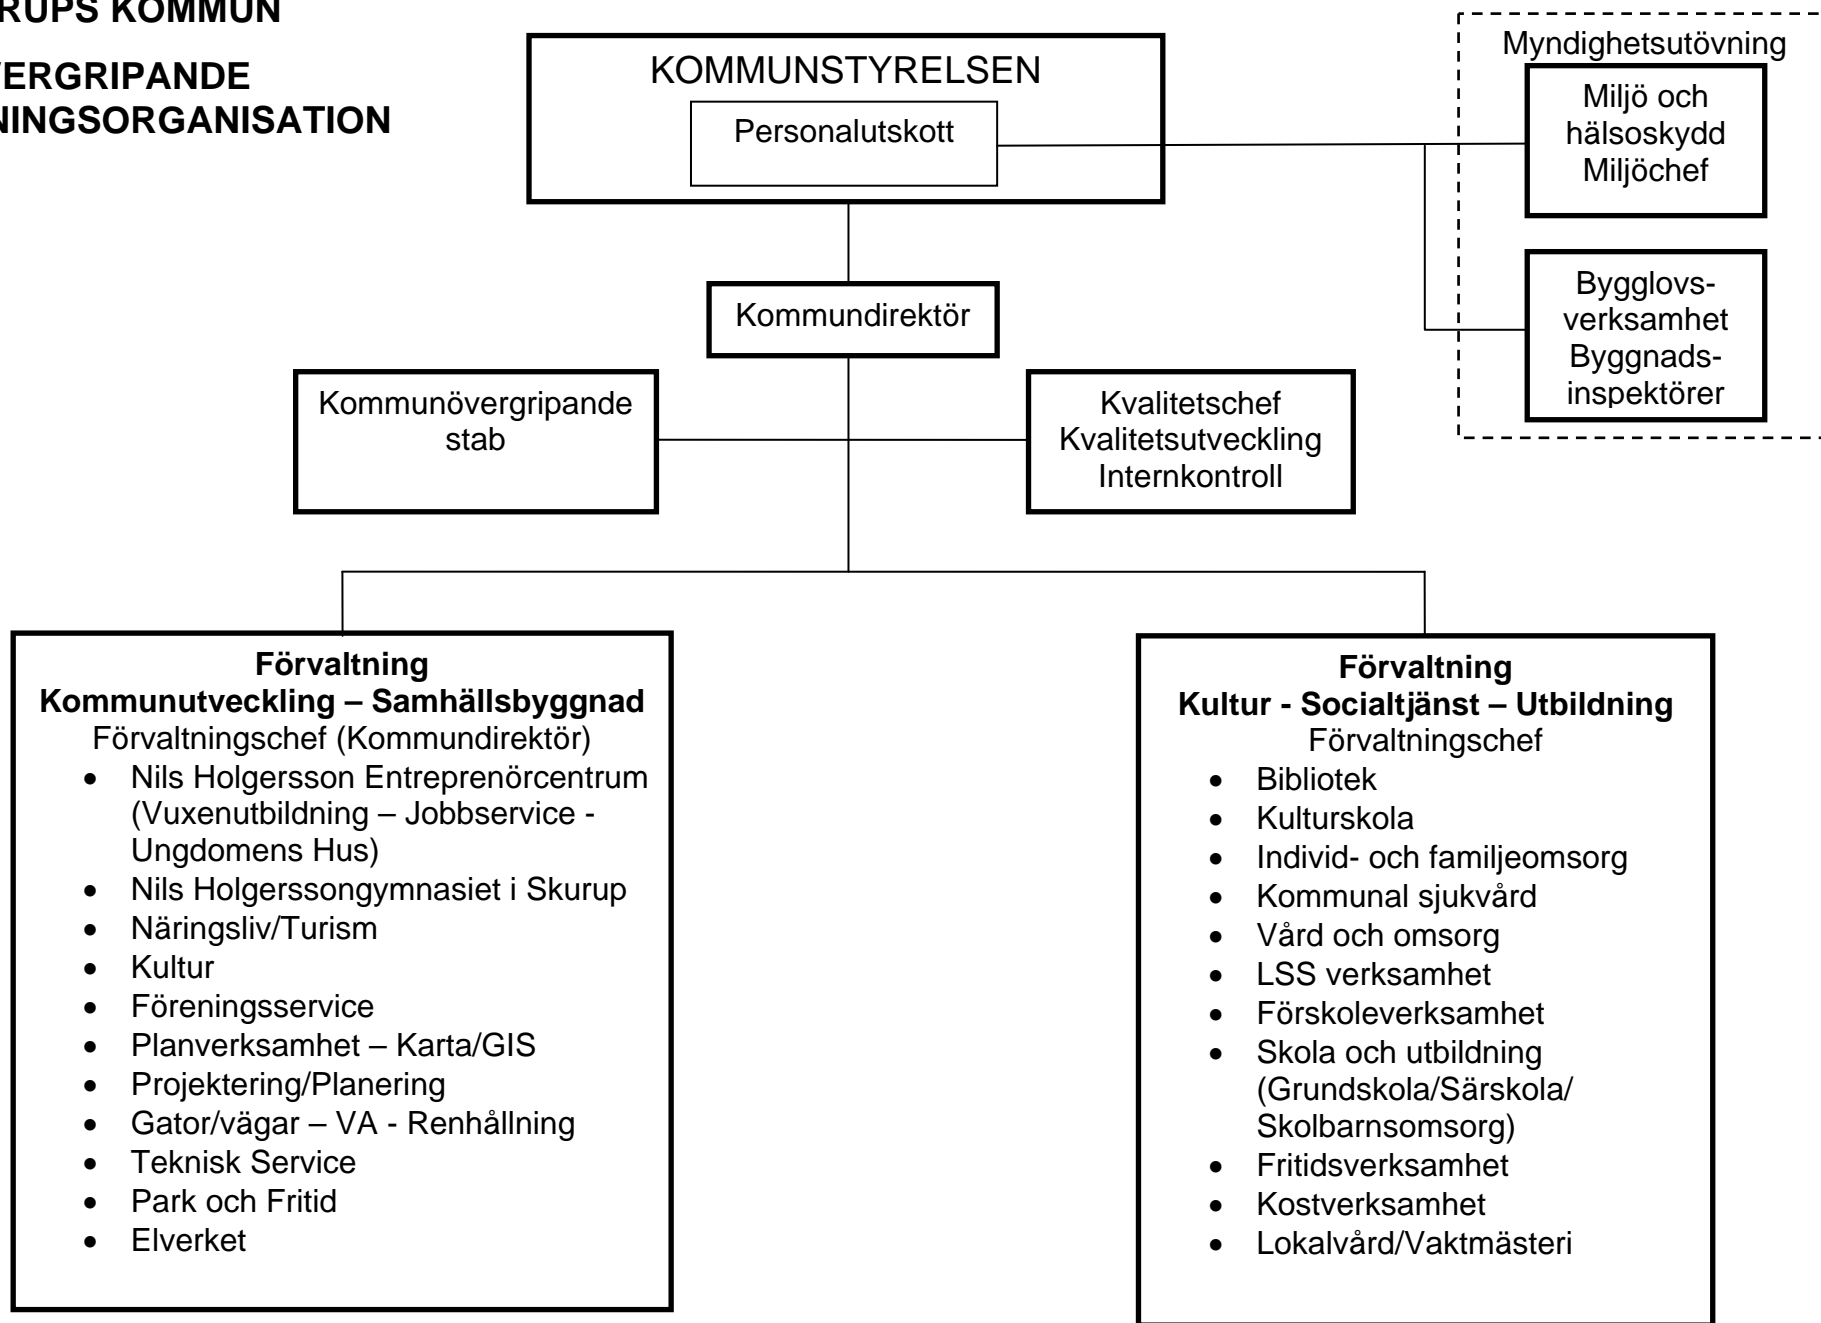 RUPS KOMMUN
VERGRIPANDE
NINGSORGANISATION
KOMMUNSTYRELSEN
Personalutskott
Myndighetsutövning
Miljö och
hälsoskydd
Miljöchef
Bygglovs-
verksamhet
Byggnads-
inspektörer
Kommundirektör
Kommunövergripande
stab
Kvalitetschef
Kvalitetsutveckling
Internkontroll
Förvaltning
Kommunutveckling – Samhällsbyggnad
Förvaltningschef (Kommundirektör)
• Nils Holgersson Entreprenörcentrum
(Vuxenutbildning – Jobbservice -
Ungdomens Hus)
• Nils Holgerssongymnasiet i Skurup
• Näringsliv/Turism
• Kultur
• Föreningsservice
• Planverksamhet – Karta/GIS
• Projektering/Planering
• Gator/vägar – VA - Renhållning
• Teknisk Service
• Park och Fritid
• Elverket
Förvaltning
Kultur - Socialtjänst – Utbildning
Förvaltningschef
• Bibliotek
• Kulturskola
• Individ- och familjeomsorg
• Kommunal sjukvård
• Vård och omsorg
• LSS verksamhet
• Förskoleverksamhet
• Skola och utbildning
(Grundskola/Särskola/
Skolbarnsomsorg)
• Fritidsverksamhet
• Kostverksamhet
• Lokalvård/Vaktmästeri